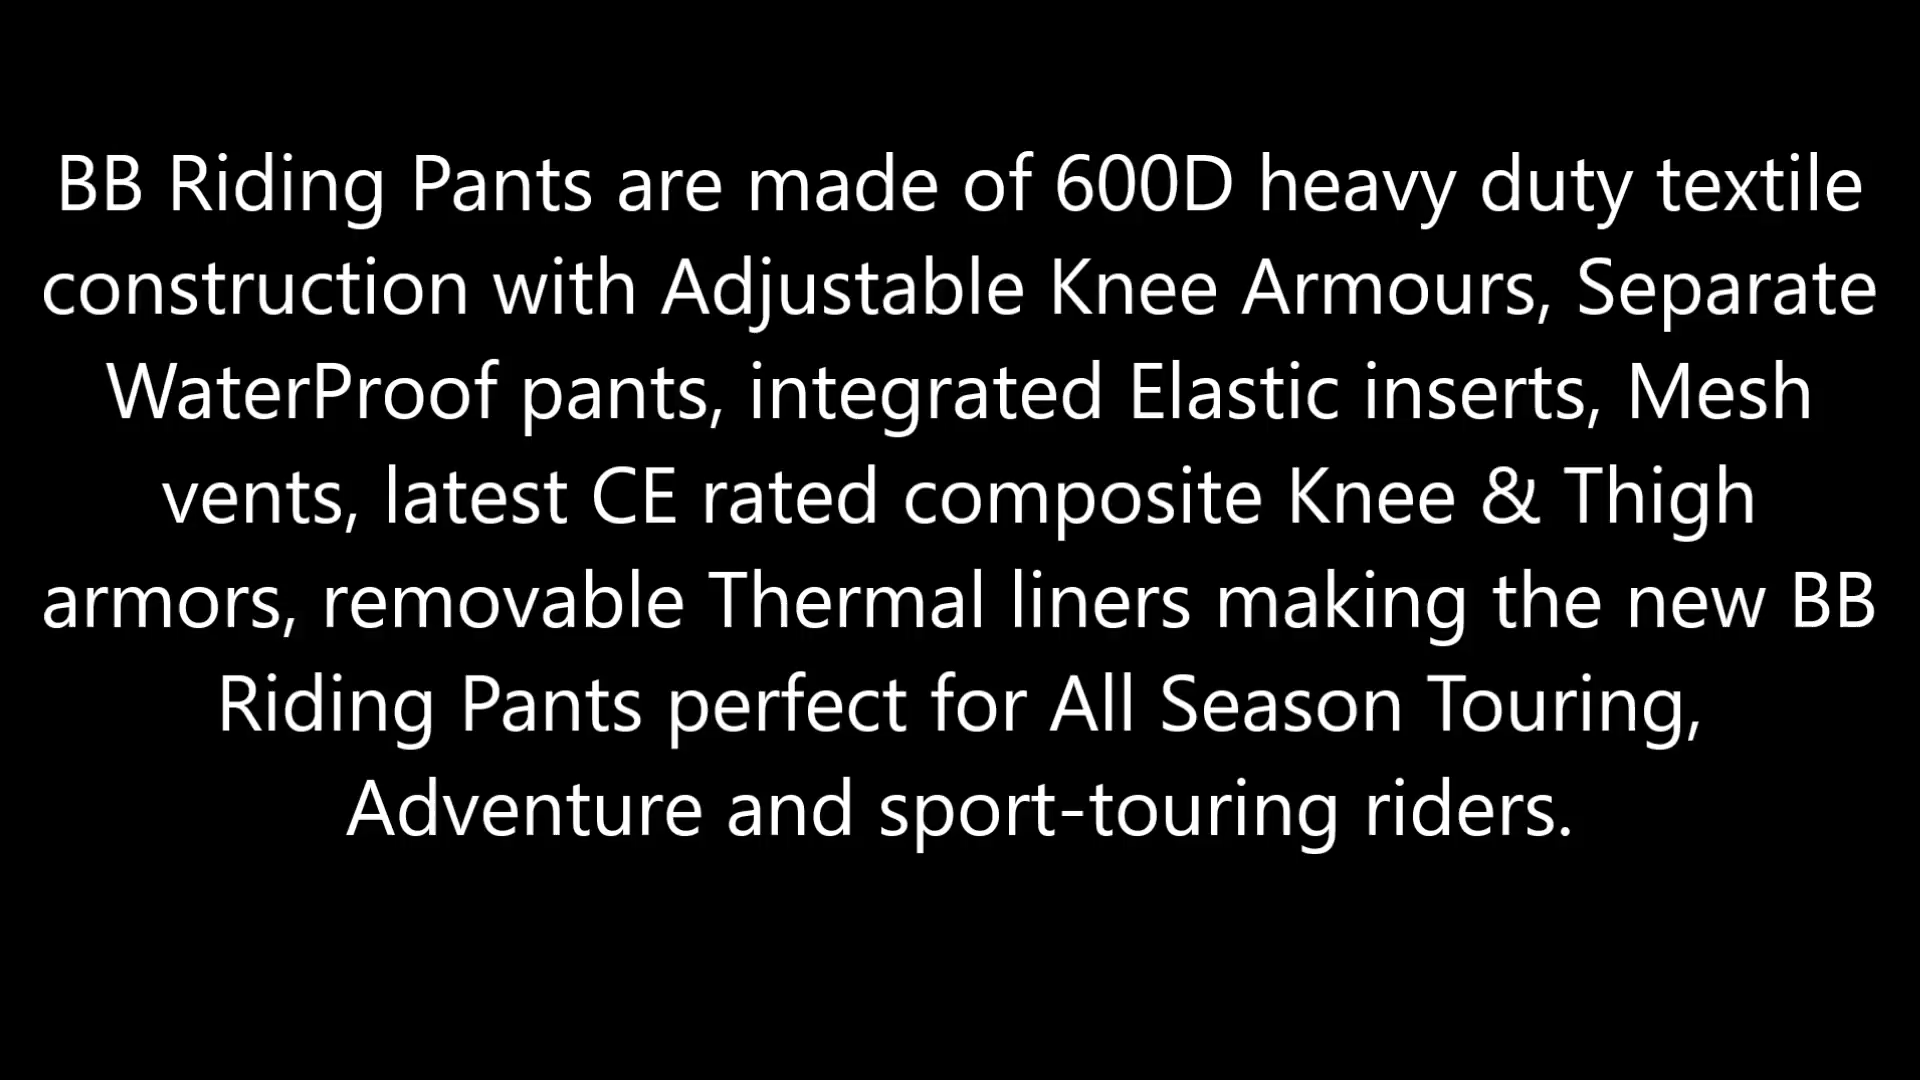 BB Riding Pants are made of 600D heavy duty textile
construction with Adjustable Knee Armours, Separate
WaterProof pants, integrated Elastic inserts, Mesh
vents, latest CE rated composite Knee & Thigh
armors, removable Thermal liners making the new BB
Riding Pants perfect for All Season Touring,
Adventure and sport-touring riders.